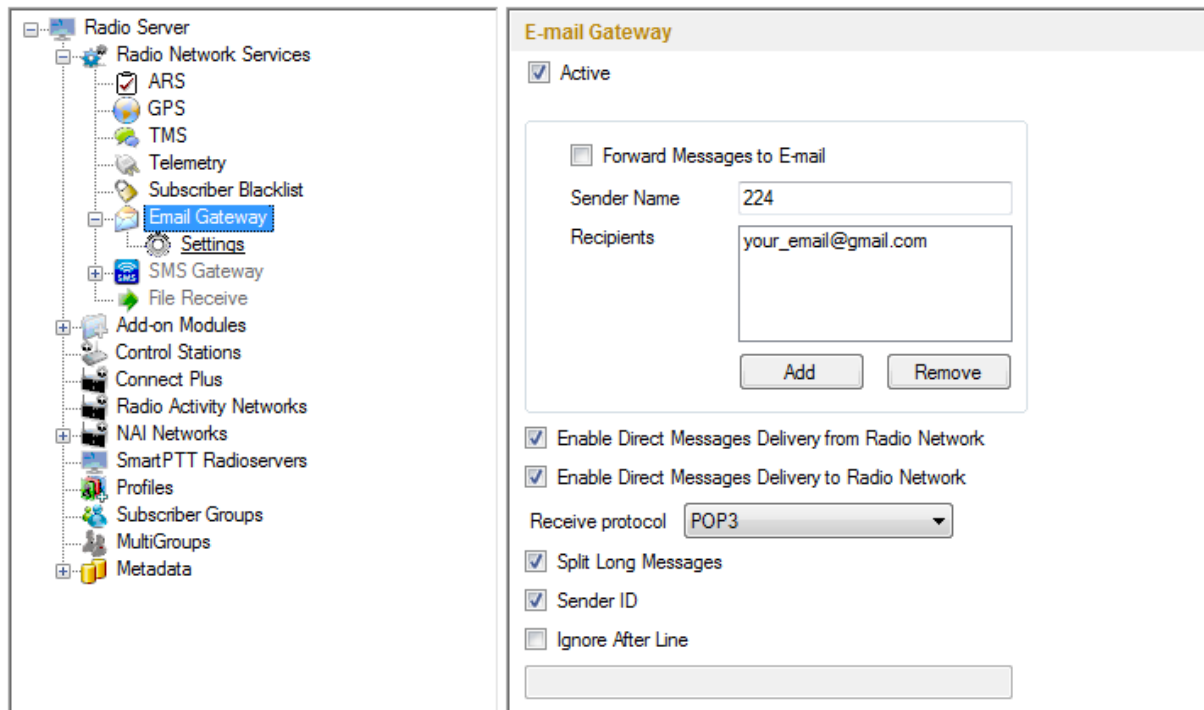 Radio Server
Radio Network Services
ARS
GPS
TMS
Telemetry
Subscriber Blacklist
Email Gateway
Settings
SMS Gateway
File Receive
Add-on Modules
Control Stations
Connect Plus
Radio Activity Networks
NAI Networks
SmartPTT Radioservers
Profiles
Subscriber Groups
MultiGroups
Metadata
E-mail Gateway
Active
Forward Messages to E-mail
Sender Name 224
Recipients your_email@gmail.com
Add Remove
Enable Direct Messages Delivery from Radio Network
Enable Direct Messages Delivery to Radio Network
Receive protocol POP3
Split Long Messages
Sender ID
Ignore After Line